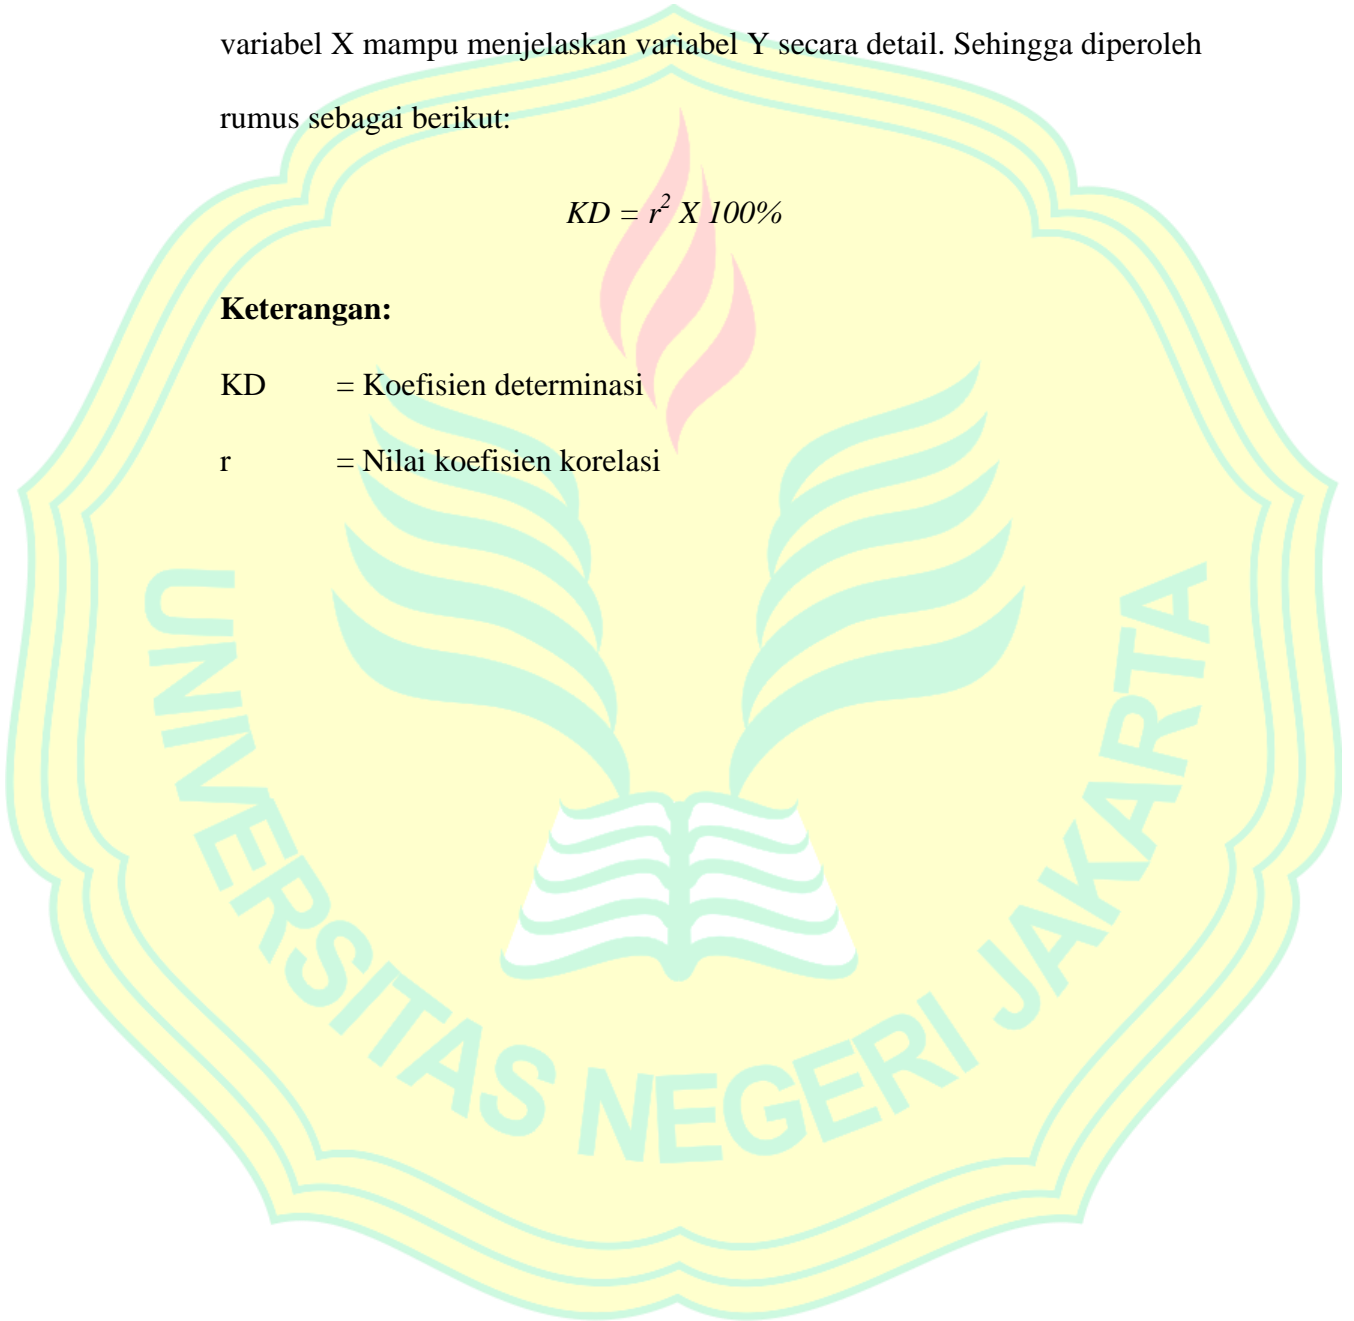 variabel X mampu menjelaskan variabel Y secara detail. Sehingga diperoleh
rumus sebagai berikut:
KD = r² X 100%
Keterangan:
KD = Koefisien determinasi
r = Nilai koefisien korelasi
UNIVERSITAS NEGERI JAKARTA